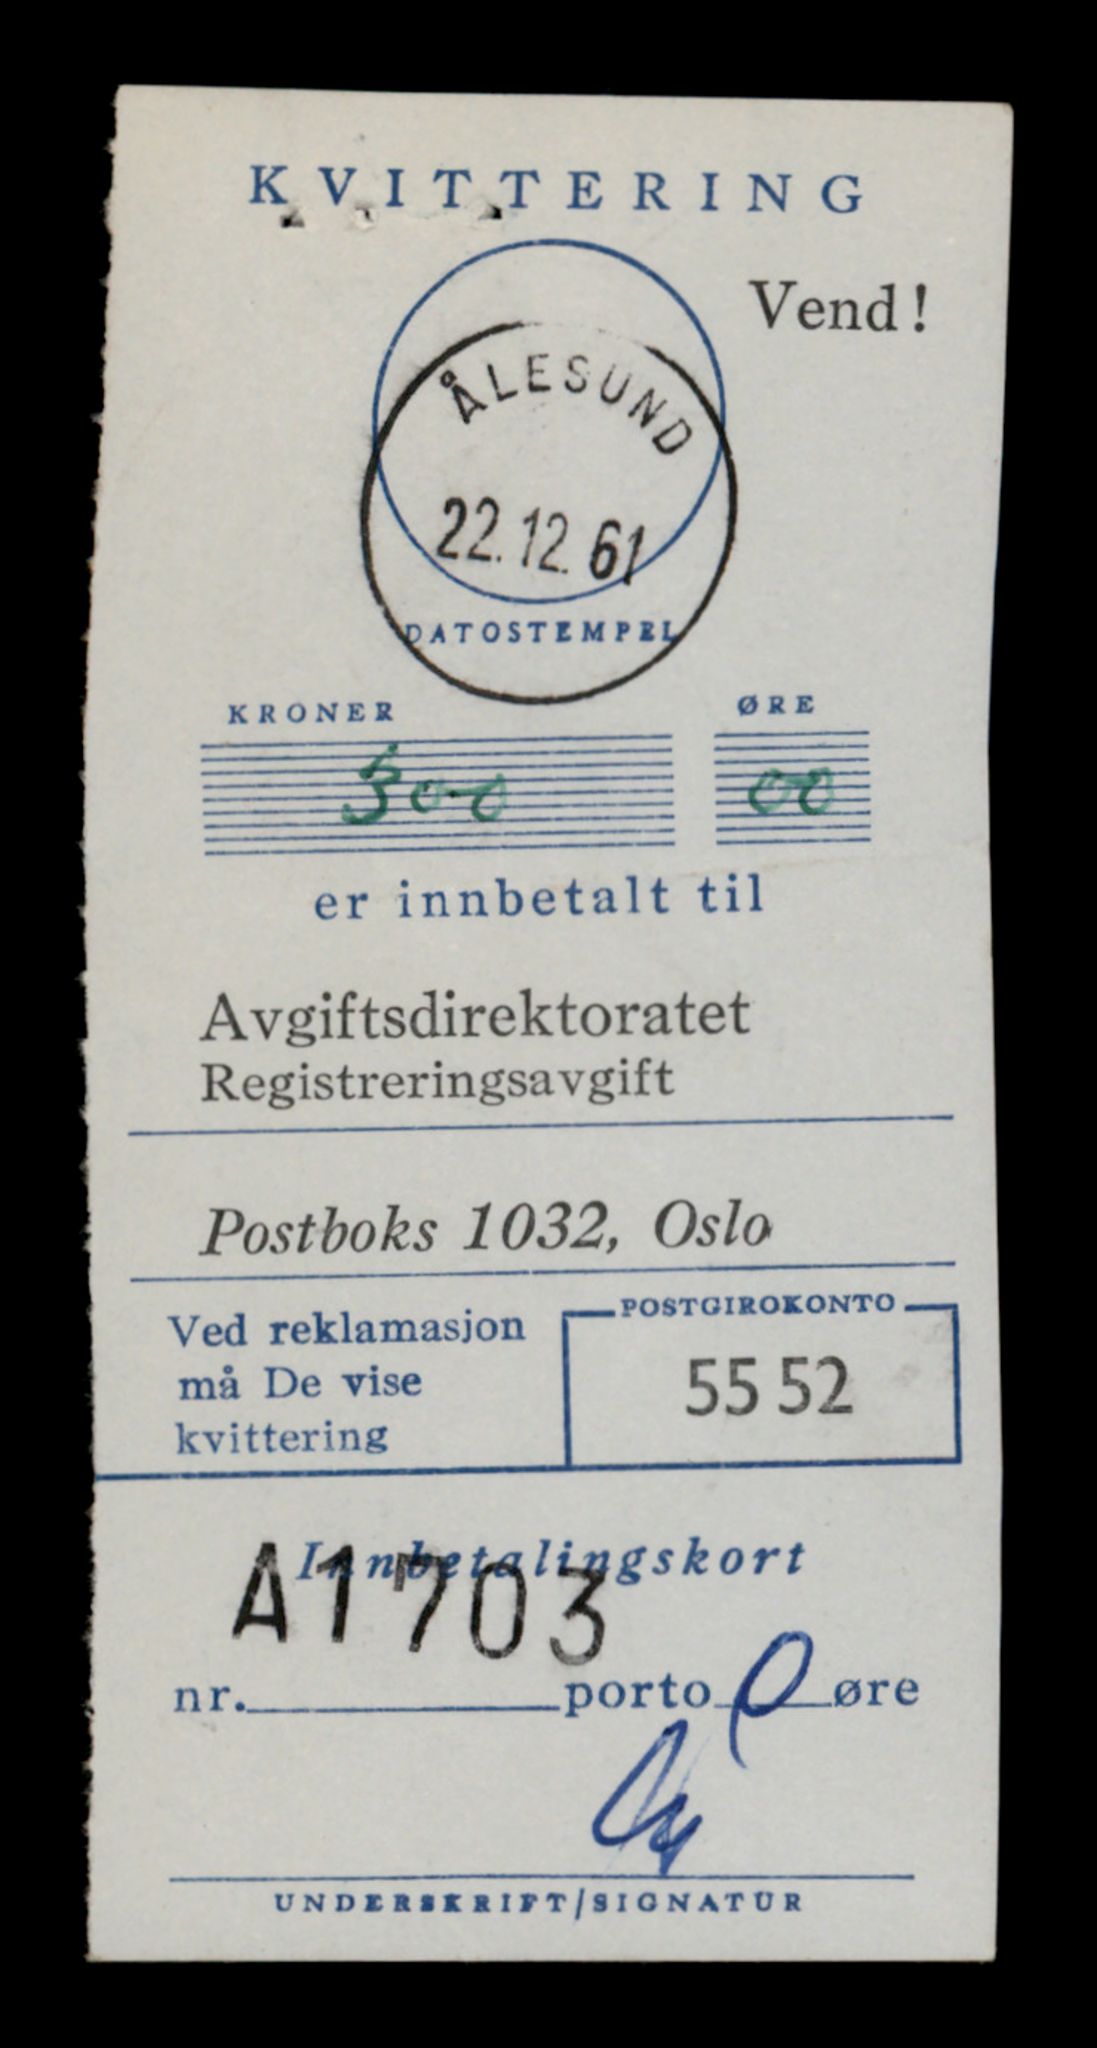 KVITTERING
Vend!
ÅLESUND
22.12.61
DATOSTEMPEL
KRONER ØRE
300 00
er innbetalt til
Avgiftsdirektoratet
Registreringsavgift
Postboks 1032, Oslo
Ved reklamasjon
må De vise
kvittering
POSTGIROKONTO
55 52
Innbetalingskort
A1703
nr. porto 0 øre
UNDERSKRIFT/SIGNATUR